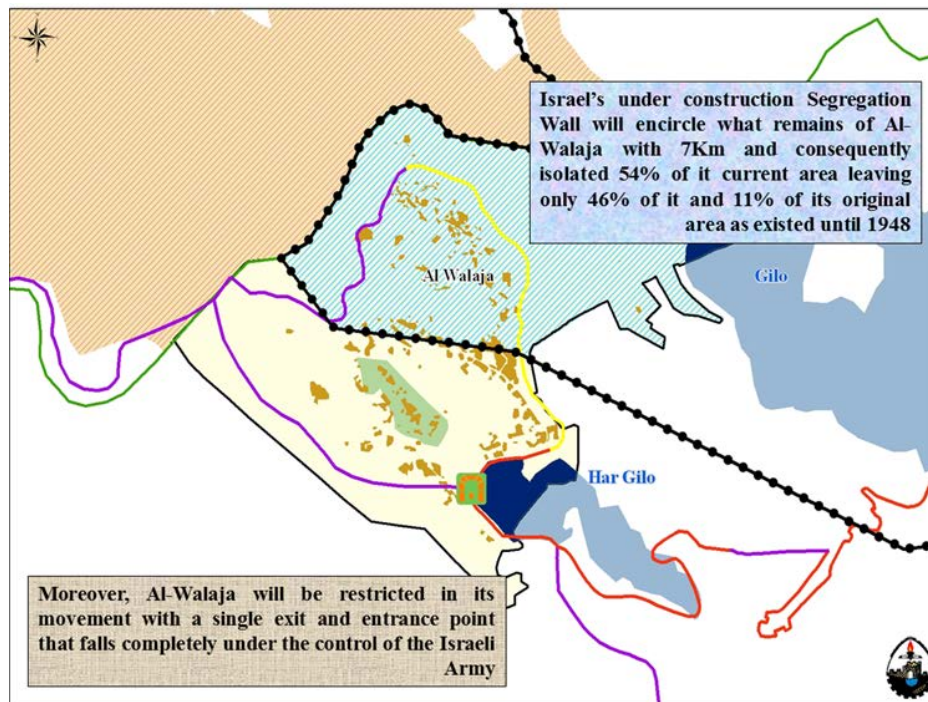 Israel's under construction Segregation
Wall will encircle what remains of Al-
Walaja with 7Km and consequently
isolated 54% of it current area leaving
only 46% of it and 11% of its original
area as existed until 1948
Gilo
Al Walaja
Har Gilo
Moreover, Al-Walaja will be restricted in its
movement with a single exit and entrance point
that falls completely under the control of the Israeli
Army